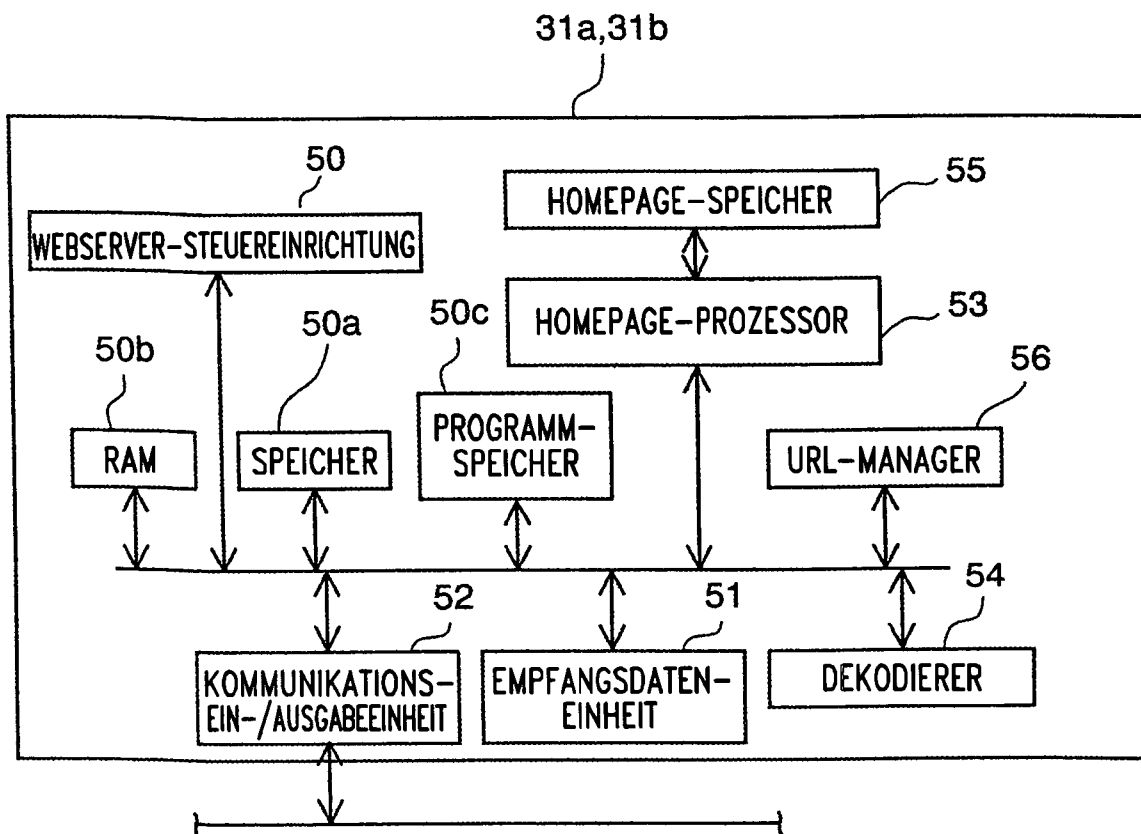 31a,31b
50
55
HOMEPAGE-SPEICHER
WEBSERVER-STEUEREINRICHTUNG
50a
50c
HOMEPAGE-PROZESSOR
53
50b
56
RAM
SPEICHER
PROGRAMM-
SPEICHER
URL-MANAGER
52
51
54
KOMMUNIKATIONS-
EIN-/AUSGABEEINHEIT
EMPFANGSDATEN-
EINHEIT
DEKODIERER